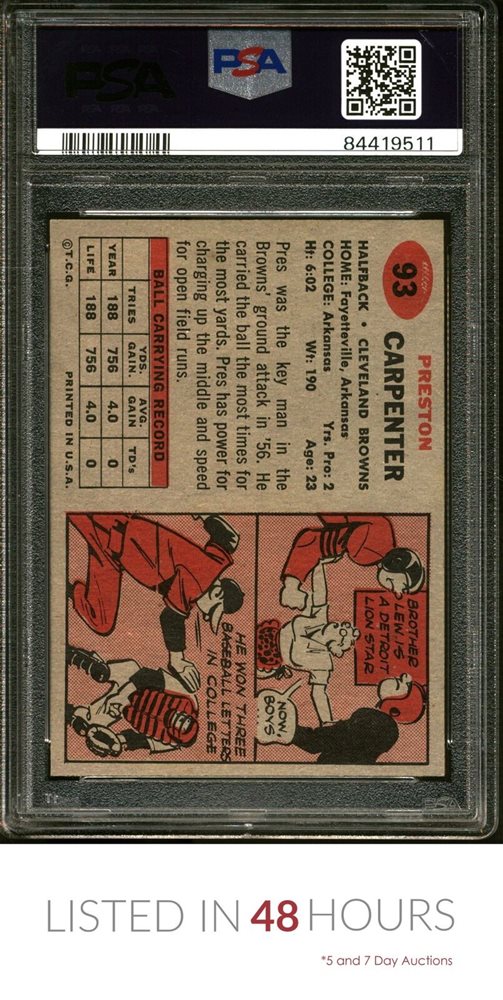 PSA
PSA
84419511
93
PRESTON
CARPENTER
HALFBACK • CLEVELAND BROWNS
HOME: Fayetteville, Arkansas
COLLEGE: Arkansas Yrs. Pro: 2
Ht: 6:02 Wt: 190 Age: 23
Pres was the key man in the
Browns' ground attack in '56. He
carried the ball the most times for
the most yards. Pres has power for
charging up the middle and speed
for open field runs.
BALL CARRYING RECORD
TRIES YDS. GAIN. AVG. GAIN TD's
YEAR 188 756 4.0 0
LIFE 188 756 4.0 0
©T.C.G. PRINTED IN U.S.A.
BROTHER
LEW IS
A DETROIT
LION STAR
NOW,
BOYS
HE WON THREE
BASEBALL LETTERS
IN COLLEGE
PSA
LISTED IN 48 HOURS
*5 and 7 Day Auctions